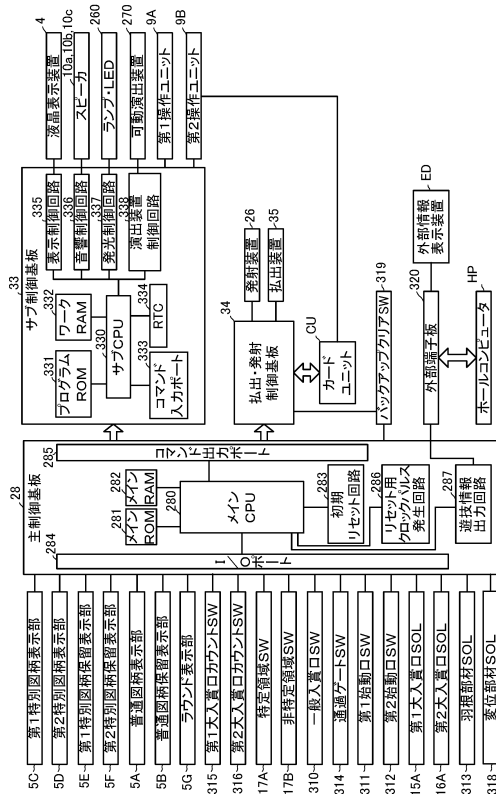 28
主制御基板
284
I/Oポート
281
メイン
ROM
282
メイン
RAM
280
メイン
CPU
285
コマンド出力ポート
283
初期
リセット回路
286
リセット用
クロックパルス
発生回路
287
遊技情報
出力回路
5C
第1特別図柄表示部
5D
第2特別図柄表示部
5E
第1特別図柄保留表示部
5F
第2特別図柄保留表示部
5A
普通図柄表示部
5B
普通図柄保留表示部
5G
ラウンド表示部
315
第1大入賞口カウントSW
316
第2大入賞口カウントSW
17A
特定領域SW
17B
非特定領域SW
310
一般入賞口SW
314
通過ゲートSW
311
第1始動口SW
312
第2始動口SW
15A
第1大入賞口SOL
16A
第2大入賞口SOL
313
羽根部材SOL
318
変位部材SOL
33
サブ制御基板
331
プログラム
ROM
332
ワーク
RAM
330
サブCPU
333
コマンド
入力ポート
334
RTC
335
表示制御回路
336
音響制御回路
337
発光制御回路
338
演出装置
制御回路
4
液晶表示装置
10a,10b,10c
スピーカ
260
ランプ・LED
270
可動演出装置
9A
第1操作ユニット
9B
第2操作ユニット
34
払出・発射
制御基板
26
発射装置
35
払出装置
CU
カード
ユニット
319
バックアップクリアSW
320
外部端子板
ED
外部情報
表示装置
HP
ホールコンピュータ